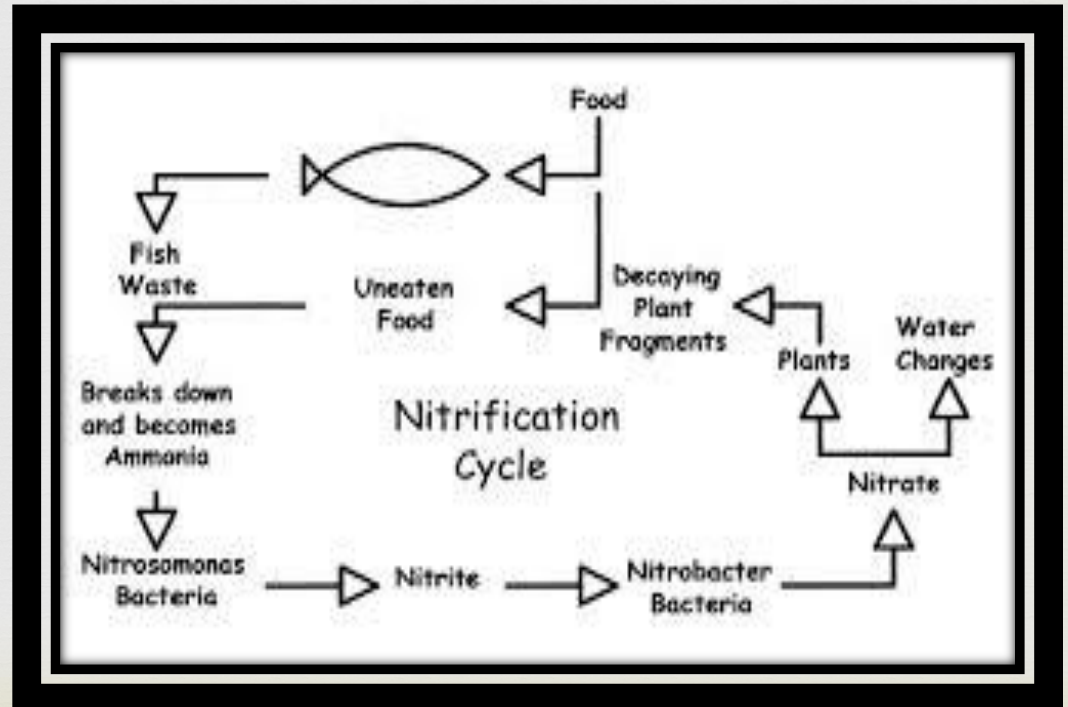 Food
Fish
Waste
Uneaten
Food
Decaying
Plant
Fragments
Plants
Water
Changes
Breaks down
and becomes
Ammonia
Nitrification
Cycle
Nitrate
Nitrosomonas
Bacteria
Nitrite
Nitrobacter
Bacteria